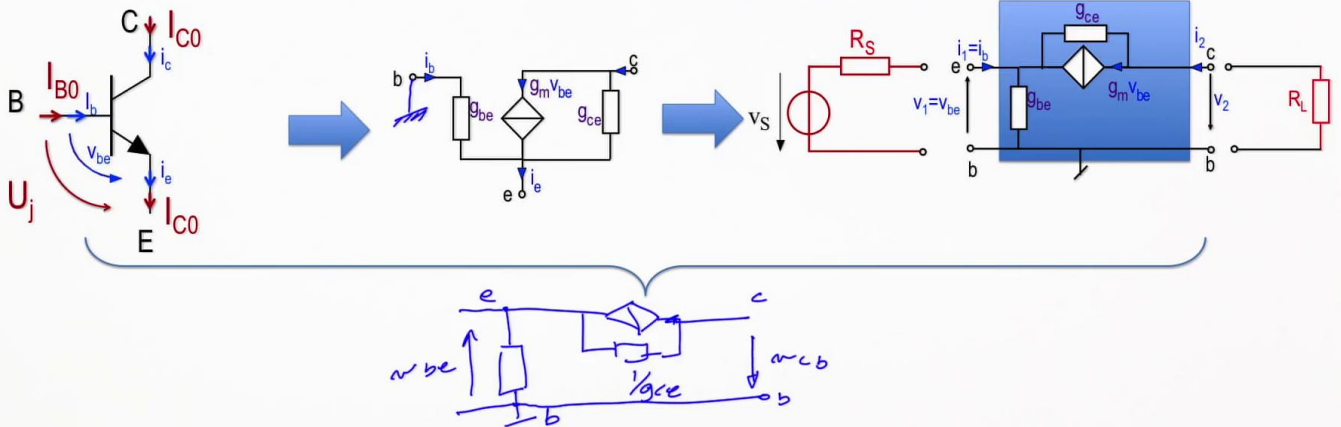 C I_C0
i_c
I_B0
B I_b
v_be
i_e
U_j
I_C0
E
b i_b
g_be
g_m v_be
g_ce
c
i_e
e
R_S
v_S
i_1=i_b
e
v_1=v_be
b
g_ce
g_be
g_m v_be
i_2
c
v_2
b
R_L
e
c
v be
1/gce
v cb
b
b